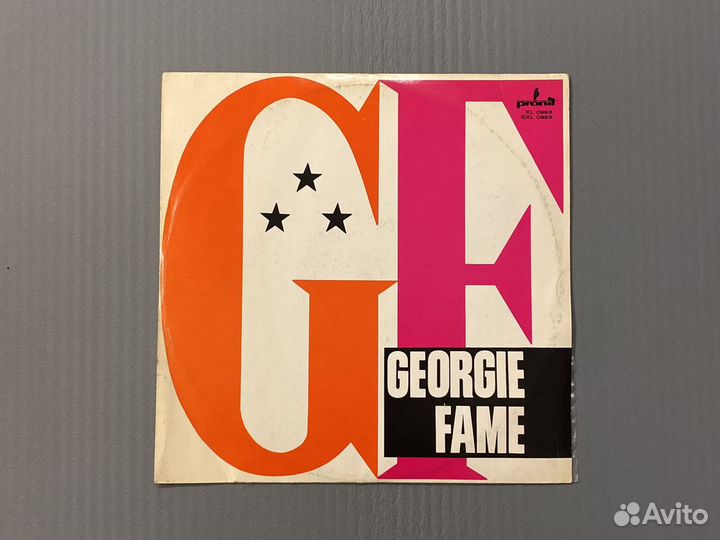 GF
pronit
XL 0993
SXL 0993
GEORGIE
FAME
Avito